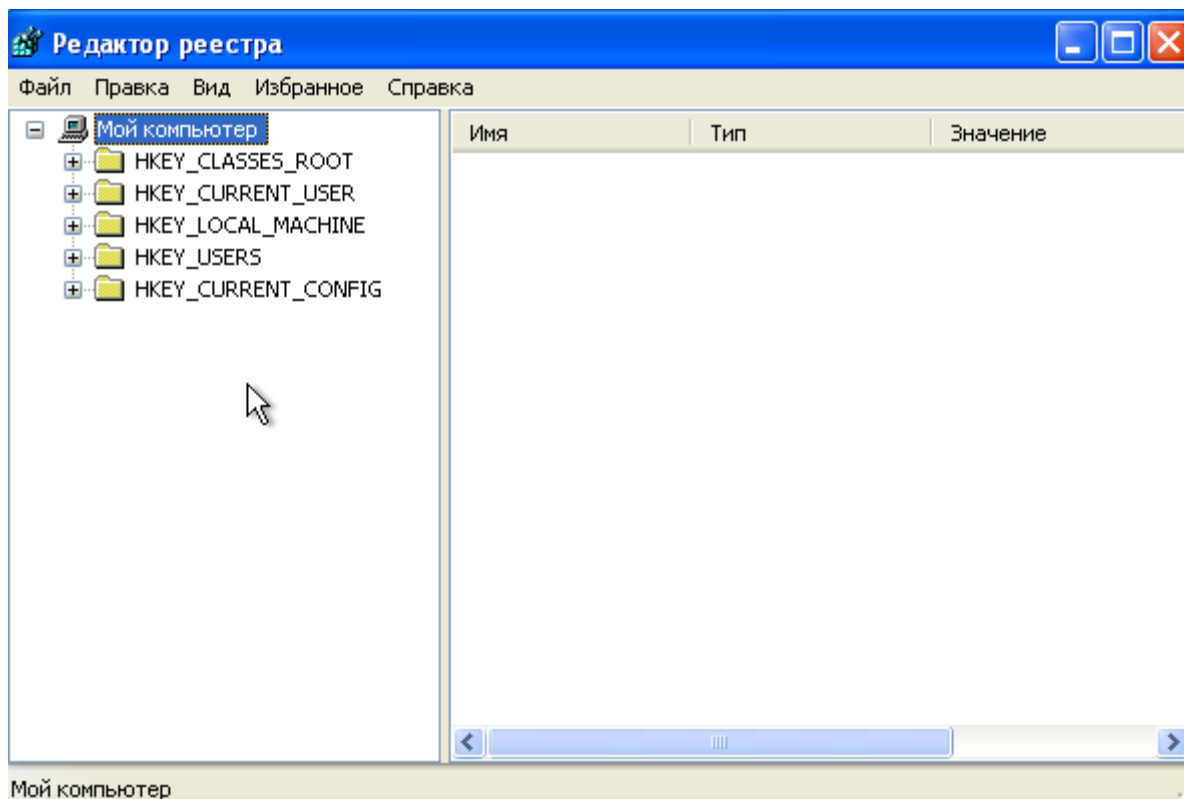 Редактор реестра
Файл Правка Вид Избранное Справка
Мой компьютер
HKEY_CLASSES_ROOT
HKEY_CURRENT_USER
HKEY_LOCAL_MACHINE
HKEY_USERS
HKEY_CURRENT_CONFIG
Имя Тип Значение
Мой компьютер